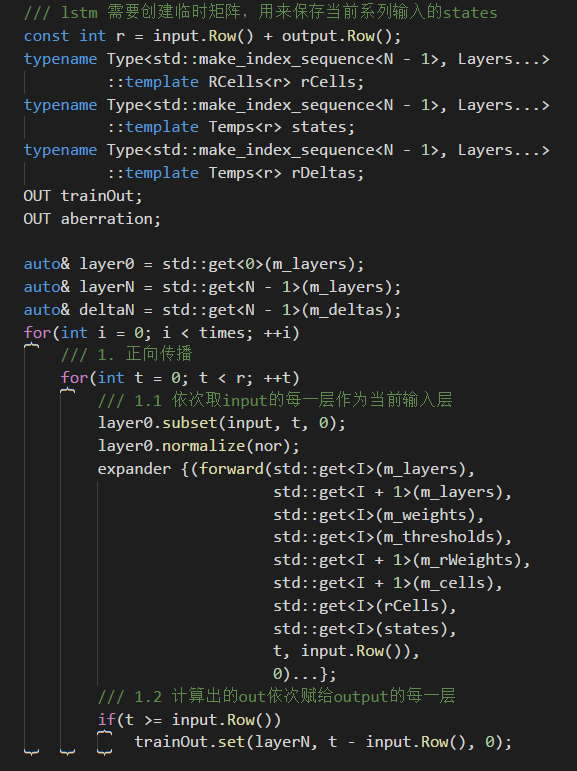 /// lstm 需要创建临时矩阵，用来保存当前系列输入的states
const int r = input.Row() + output.Row();
typename Type<std::make_index_sequence<N - 1>, Layers...>
::template RCells<r> rCells;
typename Type<std::make_index_sequence<N - 1>, Layers...>
::template Temps<r> states;
typename Type<std::make_index_sequence<N - 1>, Layers...>
::template Temps<r> rDeltas;
OUT trainOut;
OUT aberration;
auto& layer0 = std::get<0>(m_layers);
auto& layerN = std::get<N - 1>(m_layers);
auto& deltaN = std::get<N - 1>(m_deltas);
for(int i = 0; i < times; ++i)
{
/// 1. 正向传播
for(int t = 0; t < r; ++t)
{
/// 1.1 依次取input的每一层作为当前输入层
layer0.subset(input, t, 0);
layer0.normalize(nor);
expander {(forward(std::get<I>(m_layers),
std::get<I + 1>(m_layers),
std::get<I>(m_weights),
std::get<I>(m_thresholds),
std::get<I + 1>(m_rWeights),
std::get<I + 1>(m_cells),
std::get<I>(rCells),
std::get<I>(states),
t, input.Row()),
0)...};
/// 1.2 计算出的out依次赋给output的每一层
if(t >= input.Row())
{
trainOut.set(layerN, t - input.Row(), 0);
} } }